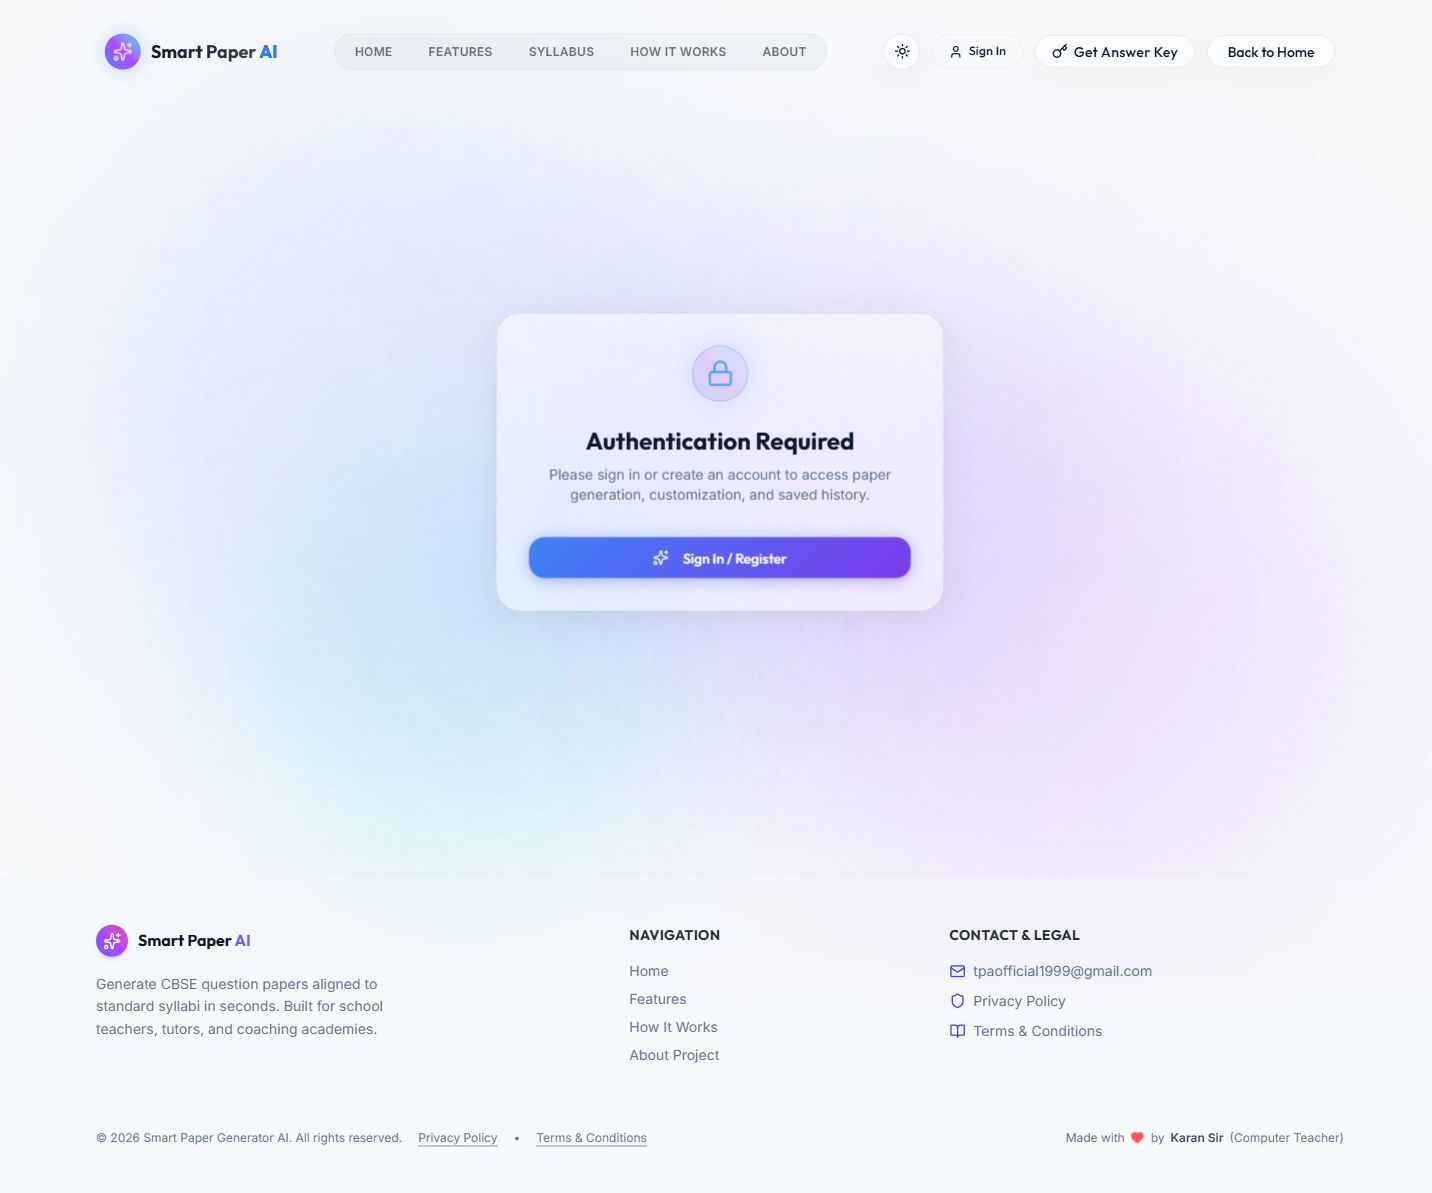 Smart Paper AI
HOME
FEATURES
SYLLABUS
HOW IT WORKS
ABOUT
Sign In
Get Answer Key
Back to Home
Authentication Required
Please sign in or create an account to access paper
generation, customization, and saved history.
Sign In / Register
Smart Paper AI
Generate CBSE question papers aligned to
standard syllabi in seconds. Built for school
teachers, tutors, and coaching academies.
NAVIGATION
Home
Features
How It Works
About Project
CONTACT & LEGAL
tpaofficial1999@gmail.com
Privacy Policy
Terms & Conditions
© 2026 Smart Paper Generator AI. All rights reserved. Privacy Policy • Terms & Conditions
Made with ❤️ by Karan Sir (Computer Teacher)